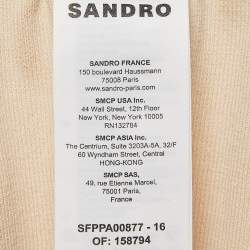 SANDRO
SANDRO FRANCE
150 boulevard Haussmann
75008 Paris
www.sandro-paris.com
SMCP USA Inc.
44 Wall Street, 12th Floor
New York, New York 10005
RN132784
SMCP ASIA Inc.
The Centrium, Suite 3203A-5A, 32/F
60 Wyndham Street, Central
HONG-KONG
SMCP SAS,
49, rue Etienne Marcel,
75001 Paris,
France
SFPPA00877 - 16
OF: 158794